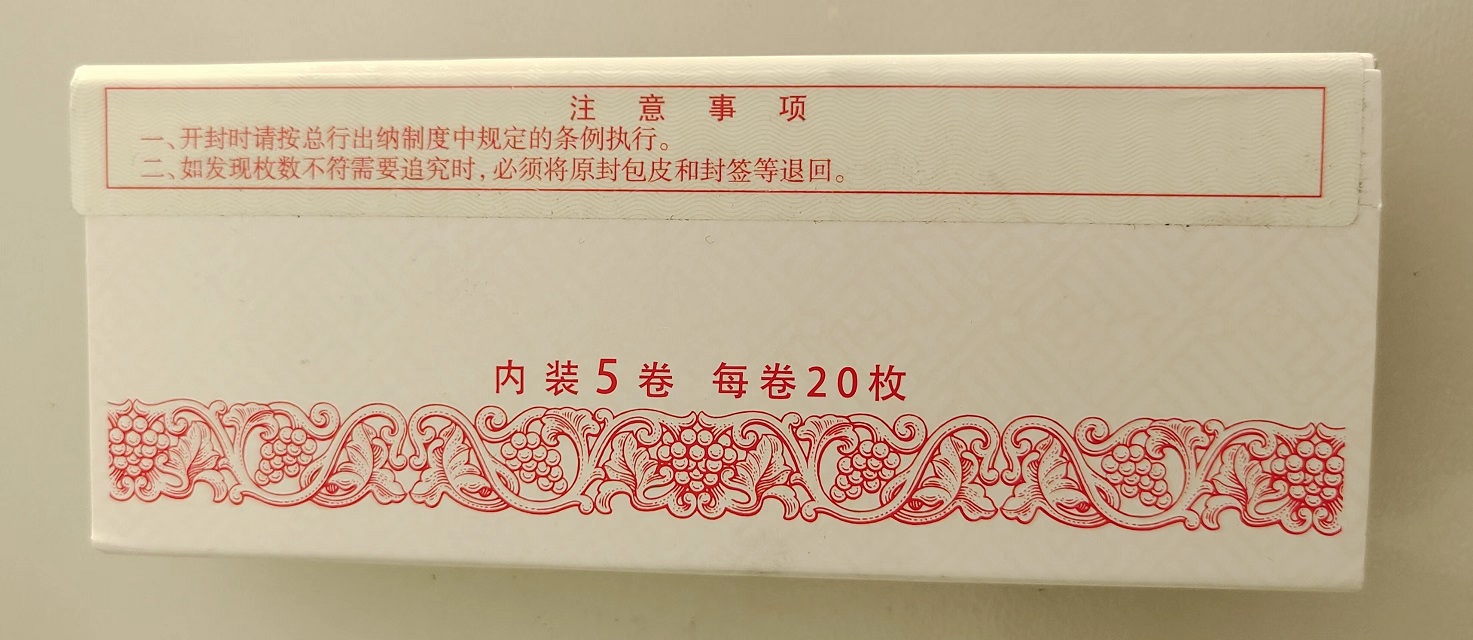 注意事项
一、开封时请按总行出纳制度中规定的条例执行。
二、如发现枚数不符需要追究时，必须将原封包皮和封签等退回。
内装5卷 每卷20枚